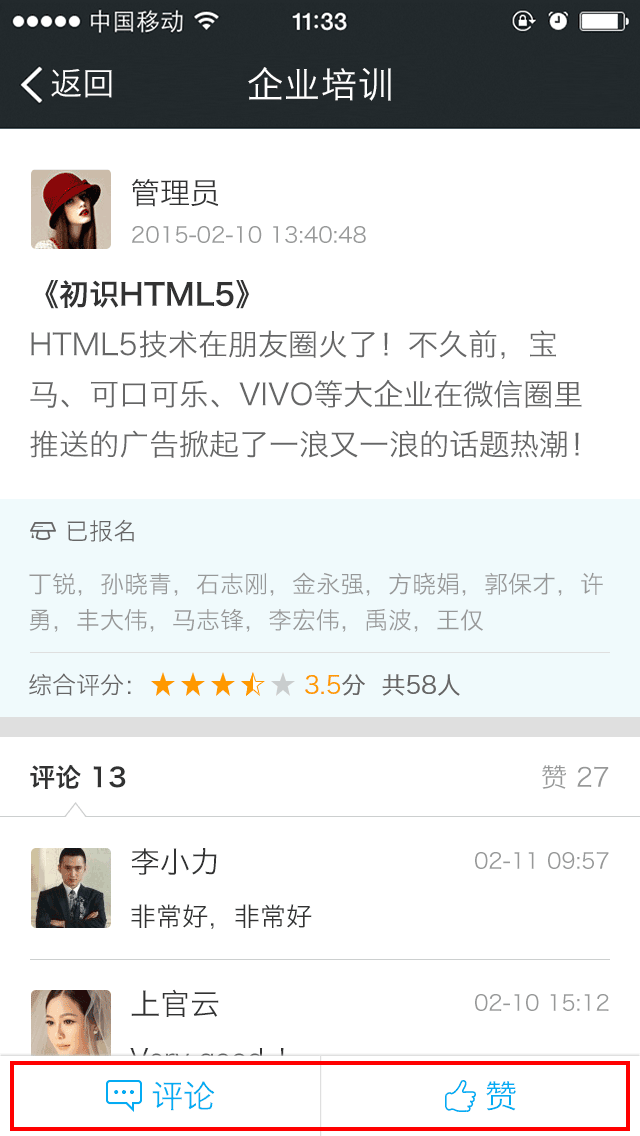 中国移动 11:33
返回 企业培训
管理员
2015-02-10 13:40:48
《初识HTML5》
HTML5技术在朋友圈火了！不久前，宝
马、可口可乐、VIVO等大企业在微信圈里
推送的广告掀起了一浪又一浪的话题热潮！
已报名
丁锐，孙晓青，石志刚，金永强，方晓娟，郭保才，许
勇，丰大伟，马志锋，李宏伟，禹波，王仅
综合评分： 3.5分 共58人
评论 13 赞 27
李小力 02-11 09:57
非常好，非常好
上官云 02-10 15:12
Very good !
评论 赞